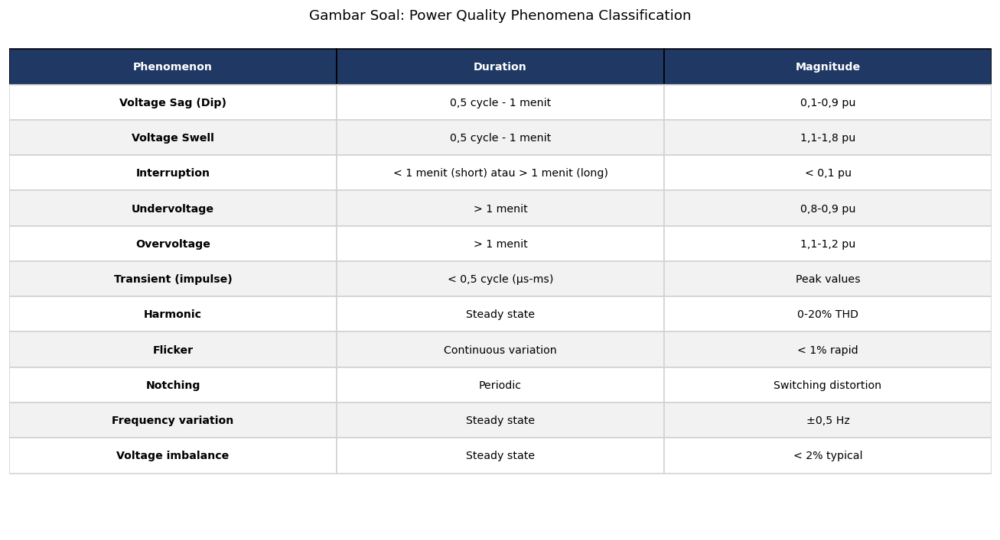 Gambar Soal: Power Quality Phenomena Classification
Phenomenon Duration Magnitude
Voltage Sag (Dip) 0,5 cycle - 1 menit 0,1-0,9 pu
Voltage Swell 0,5 cycle - 1 menit 1,1-1,8 pu
Interruption < 1 menit (short) atau > 1 menit (long) < 0,1 pu
Undervoltage > 1 menit 0,8-0,9 pu
Overvoltage > 1 menit 1,1-1,2 pu
Transient (impulse) < 0,5 cycle (µs-ms) Peak values
Harmonic Steady state 0-20% THD
Flicker Continuous variation < 1% rapid
Notching Periodic Switching distortion
Frequency variation Steady state ±0,5 Hz
Voltage imbalance Steady state < 2% typical